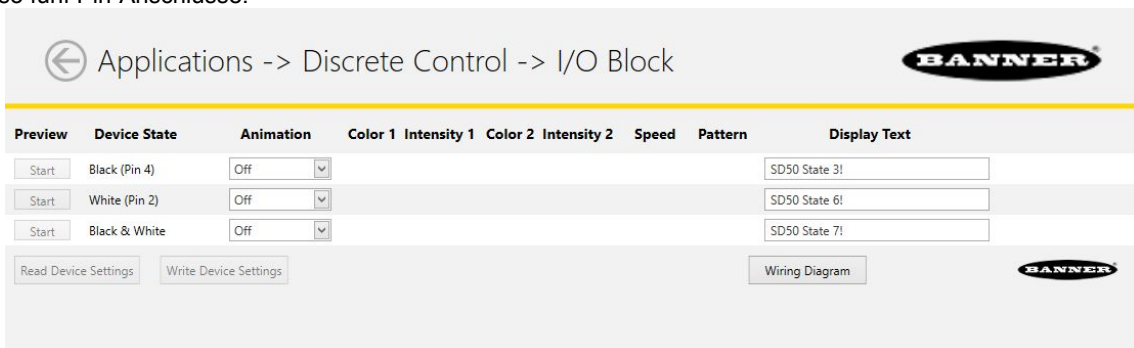 Applications -> Discrete Control -> I/O Block
BANNER
Preview Device State Animation Color 1 Intensity 1 Color 2 Intensity 2 Speed Pattern Display Text
Start Black (Pin 4) Off SD50 State 3!
Start White (Pin 2) Off SD50 State 6!
Start Black & White Off SD50 State 7!
Read Device Settings Write Device Settings Wiring Diagram BANNER